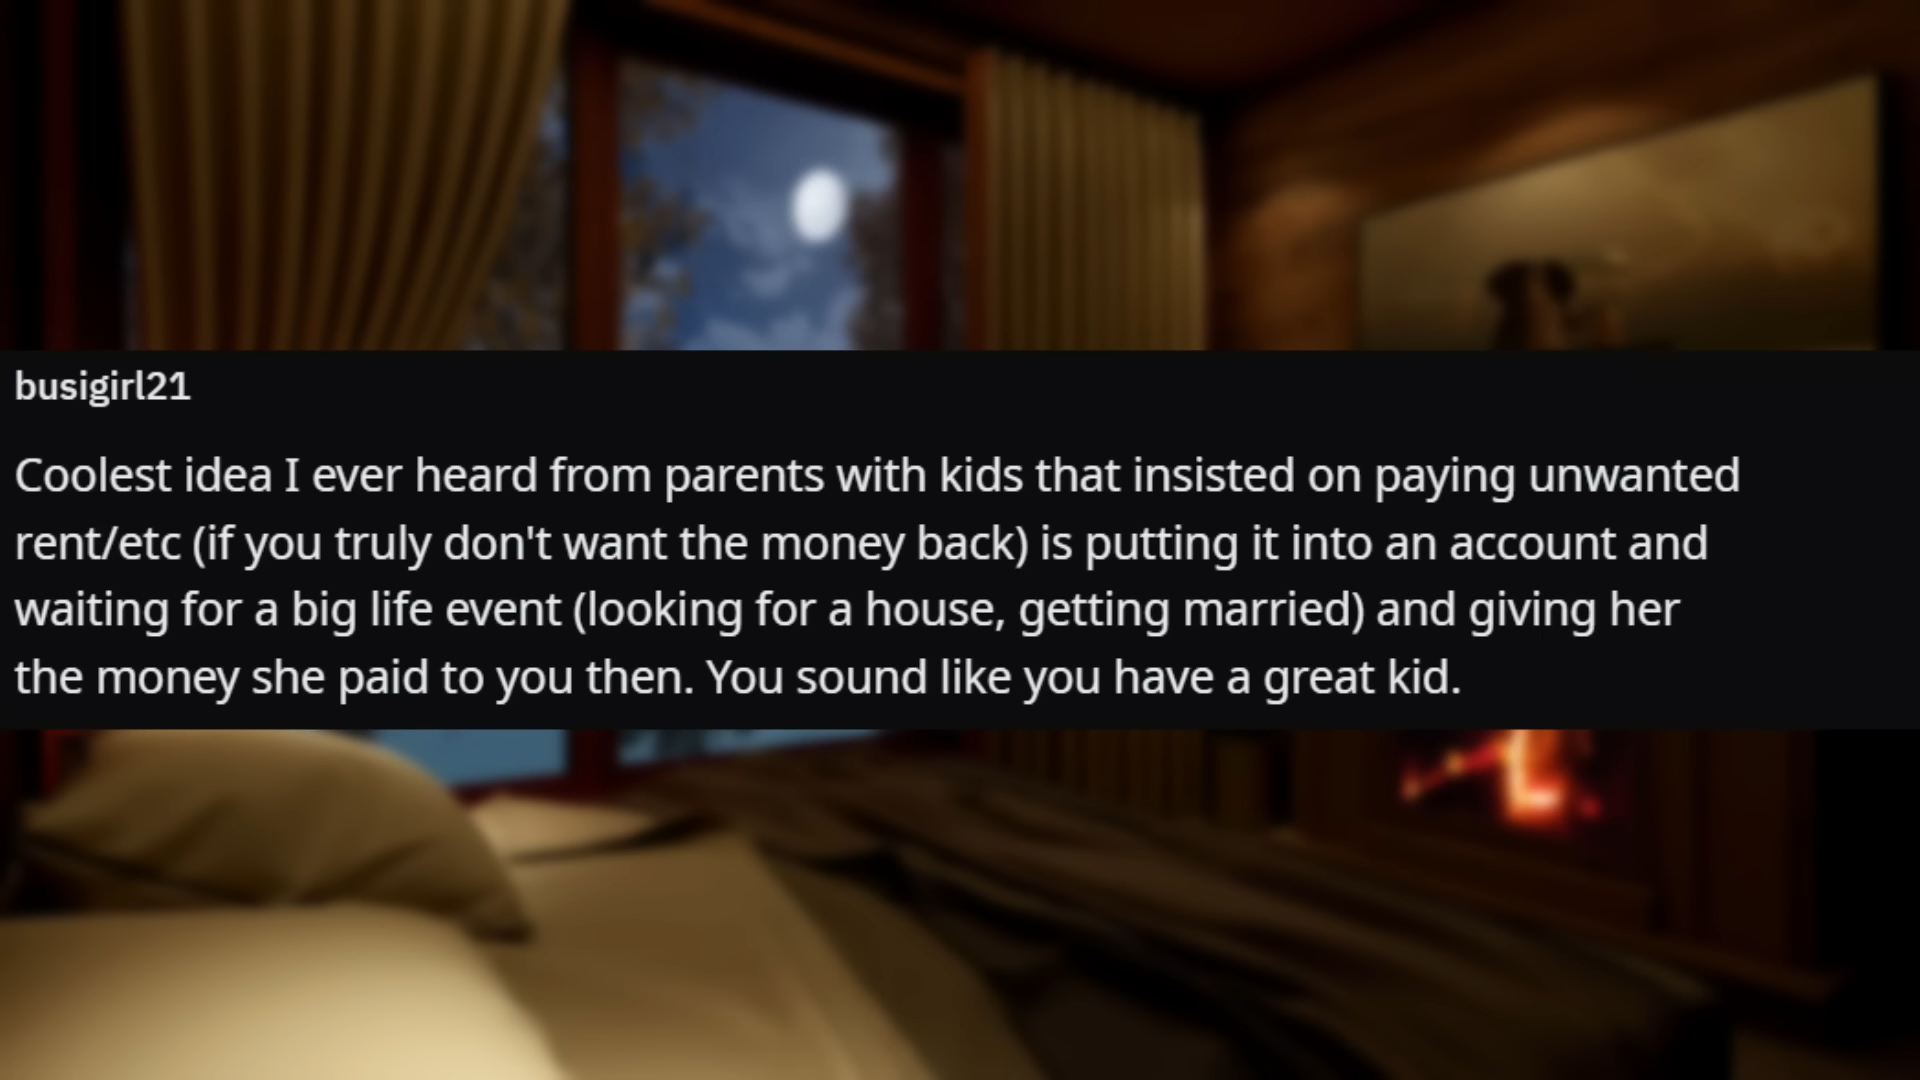 busigirl21
Coolest idea I ever heard from parents with kids that insisted on paying unwanted
rent/etc (if you truly don't want the money back) is putting it into an account and
waiting for a big life event (looking for a house, getting married) and giving her
the money she paid to you then. You sound like you have a great kid.